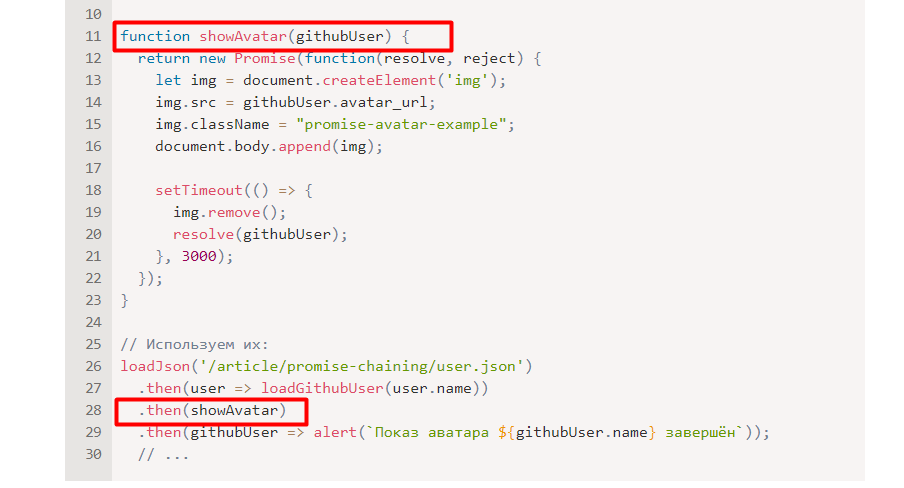 10
11 function showAvatar(githubUser) {
12   return new Promise(function(resolve, reject) {
13     let img = document.createElement('img');
14     img.src = githubUser.avatar_url;
15     img.className = "promise-avatar-example";
16     document.body.append(img);
17
18     setTimeout(() => {
19       img.remove();
20       resolve(githubUser);
21     }, 3000);
22   });
23 }
24
25 // Используем их:
26 loadJson('/article/promise-chaining/user.json')
27   .then(user => loadGithubUser(user.name))
28   .then(showAvatar)
29   .then(githubUser => alert(`Показ аватара ${githubUser.name} завершён`));
30   // ...